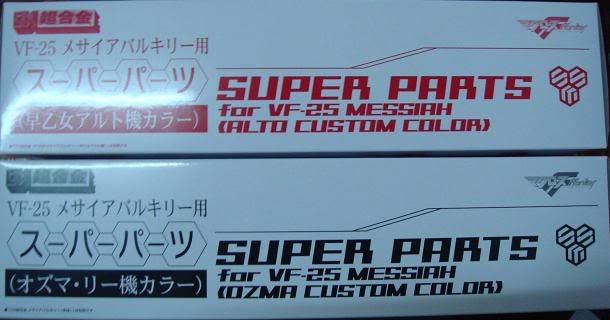 超合金
VF-25 メサイアバルキリー用
スーパーパーツ
(早乙女アルト機カラー)
SUPER PARTS
for VF-25 MESSIAH
(ALTO CUSTOM COLOR)
超合金
VF-25 メサイアバルキリー用
スーパーパーツ
(オズマ・リー機カラー)
SUPER PARTS
for VF-25 MESSIAH
(OZMA CUSTOM COLOR)